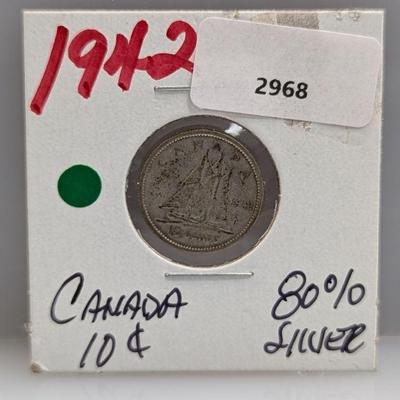 1942
2968
CANADA
10 CENTS
CANADA 80%
10¢ SILVER